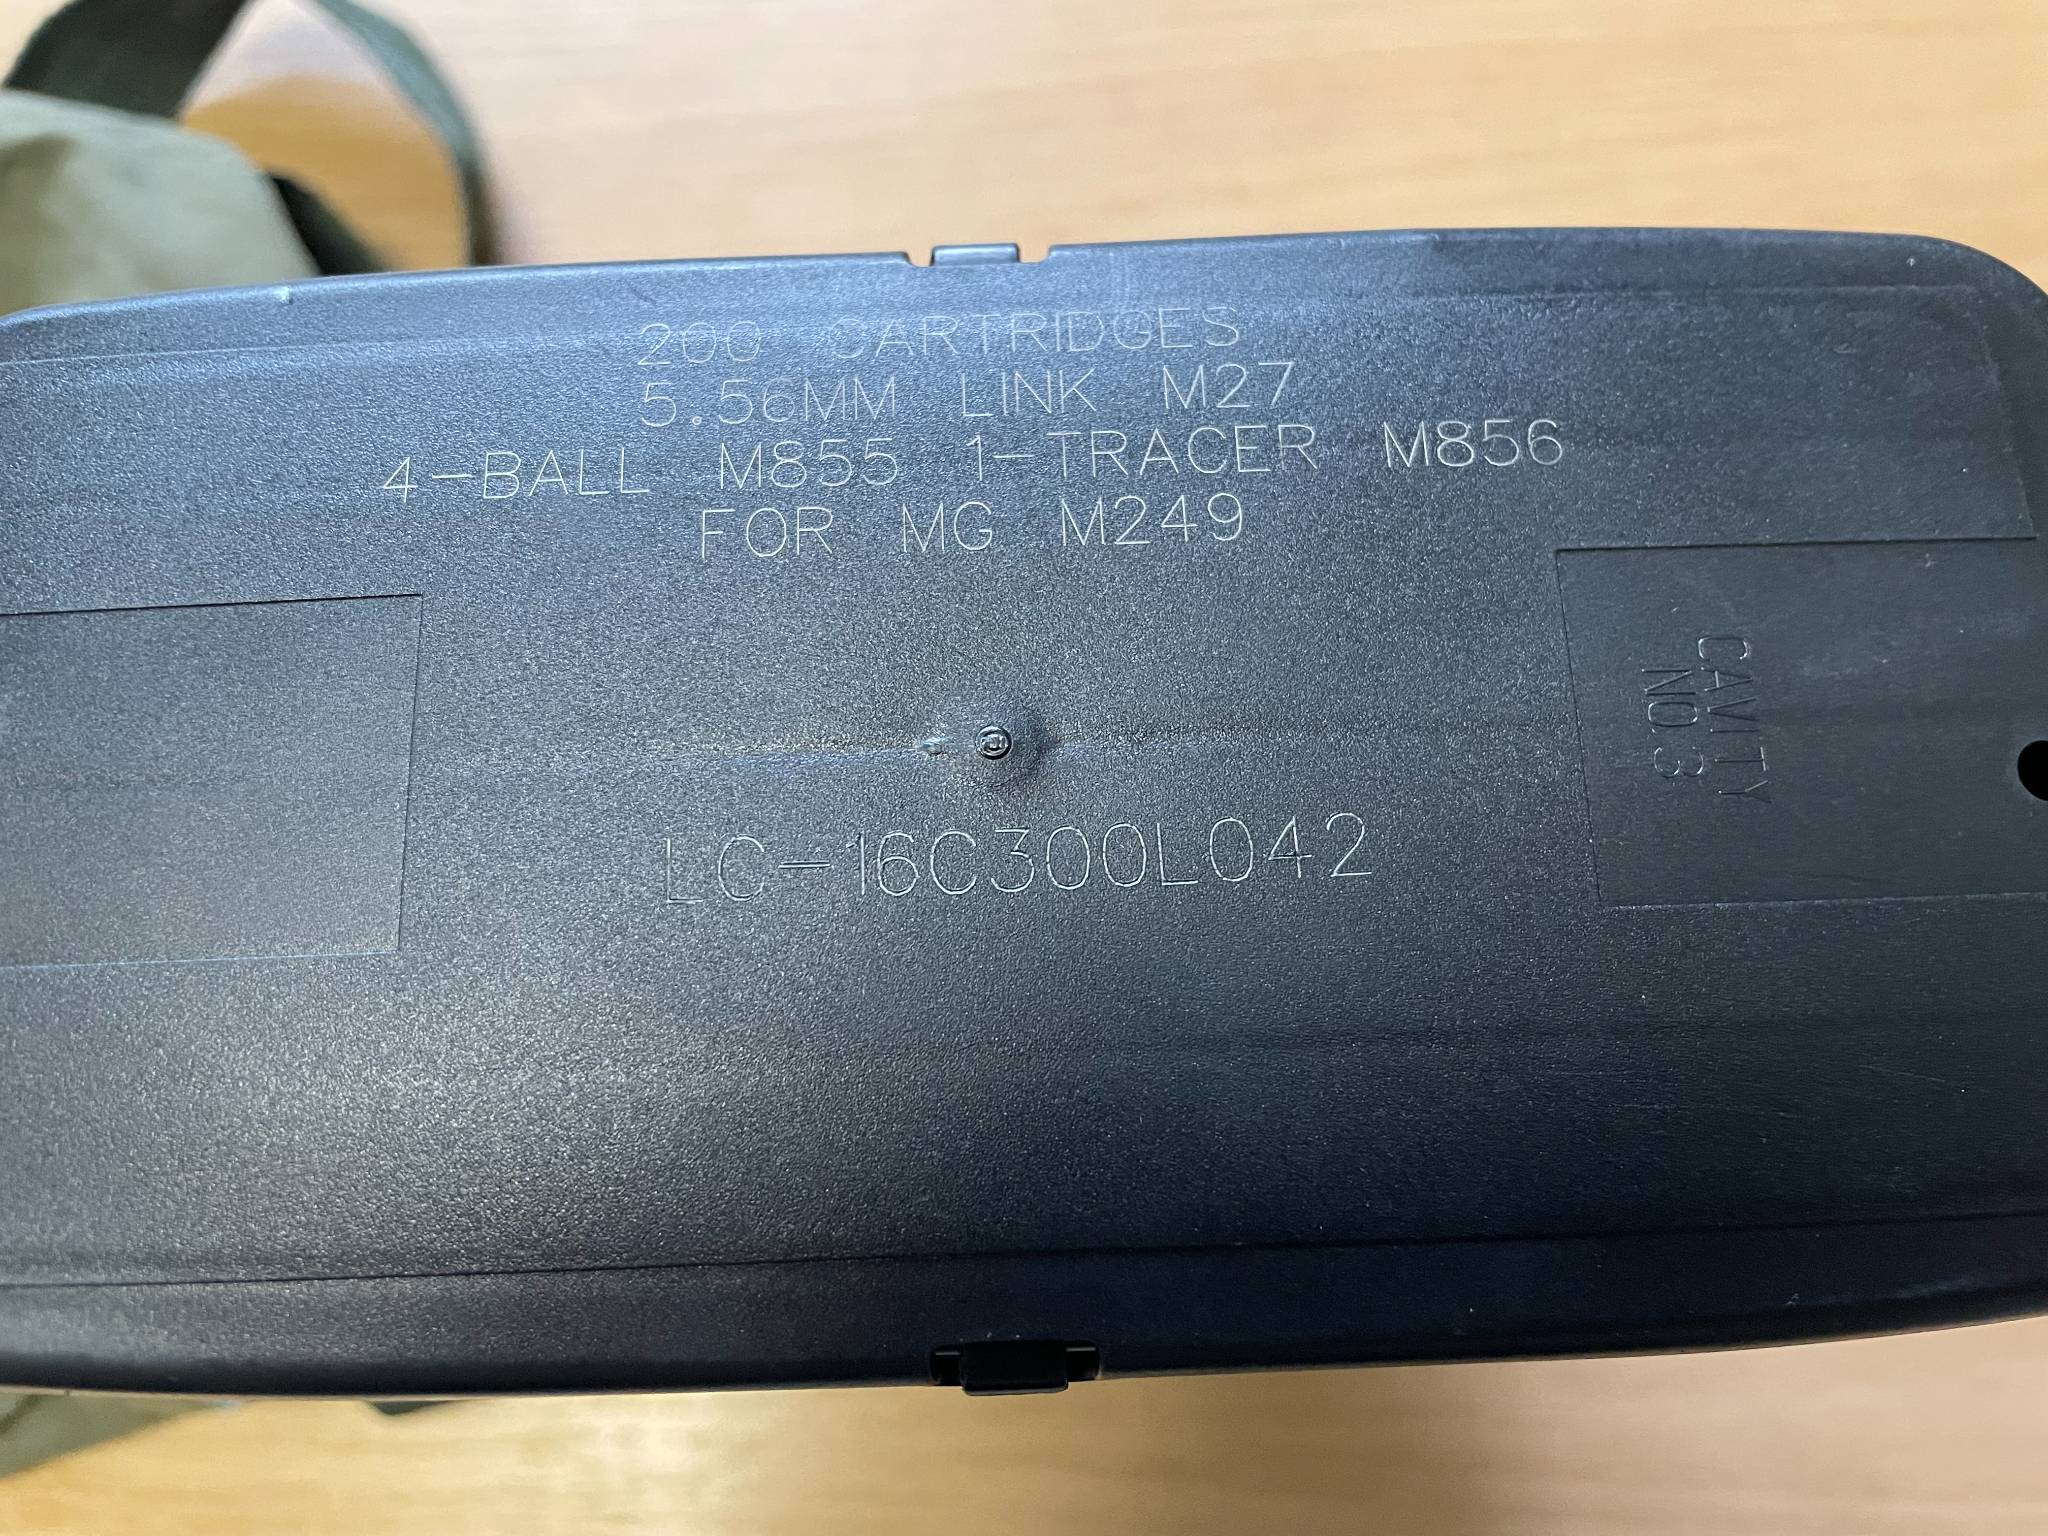 200 CARTRIDGES
5.56MM LINK M27
4-BALL M855 1-TRACER M856
FOR MG M249
CAVITY
NO. 3
LC-16C300L042